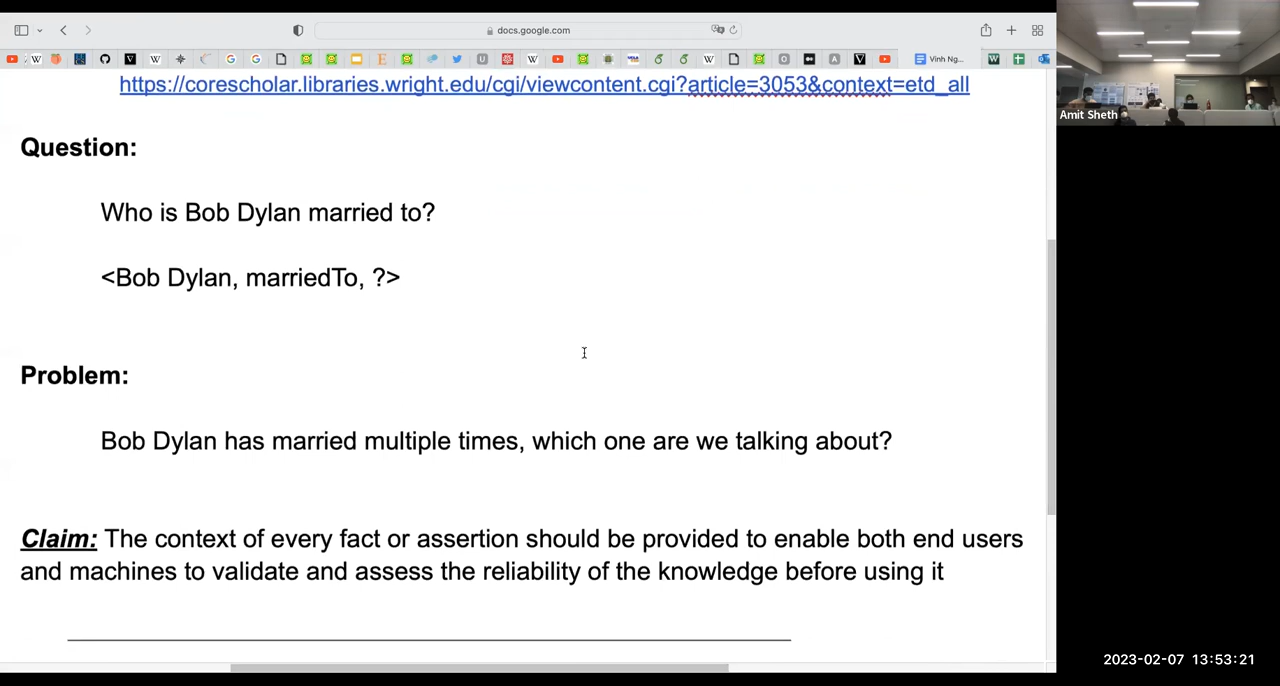 docs.google.com
Vinh Ng...
https://corescholar.libraries.wright.edu/cgi/viewcontent.cgi?article=3053&context=etd_all
Amit Sheth
Question:
Who is Bob Dylan married to?
<Bob Dylan, marriedTo, ?>
Problem:
Bob Dylan has married multiple times, which one are we talking about?
Claim: The context of every fact or assertion should be provided to enable both end users
and machines to validate and assess the reliability of the knowledge before using it
2023-02-07 13:53:21